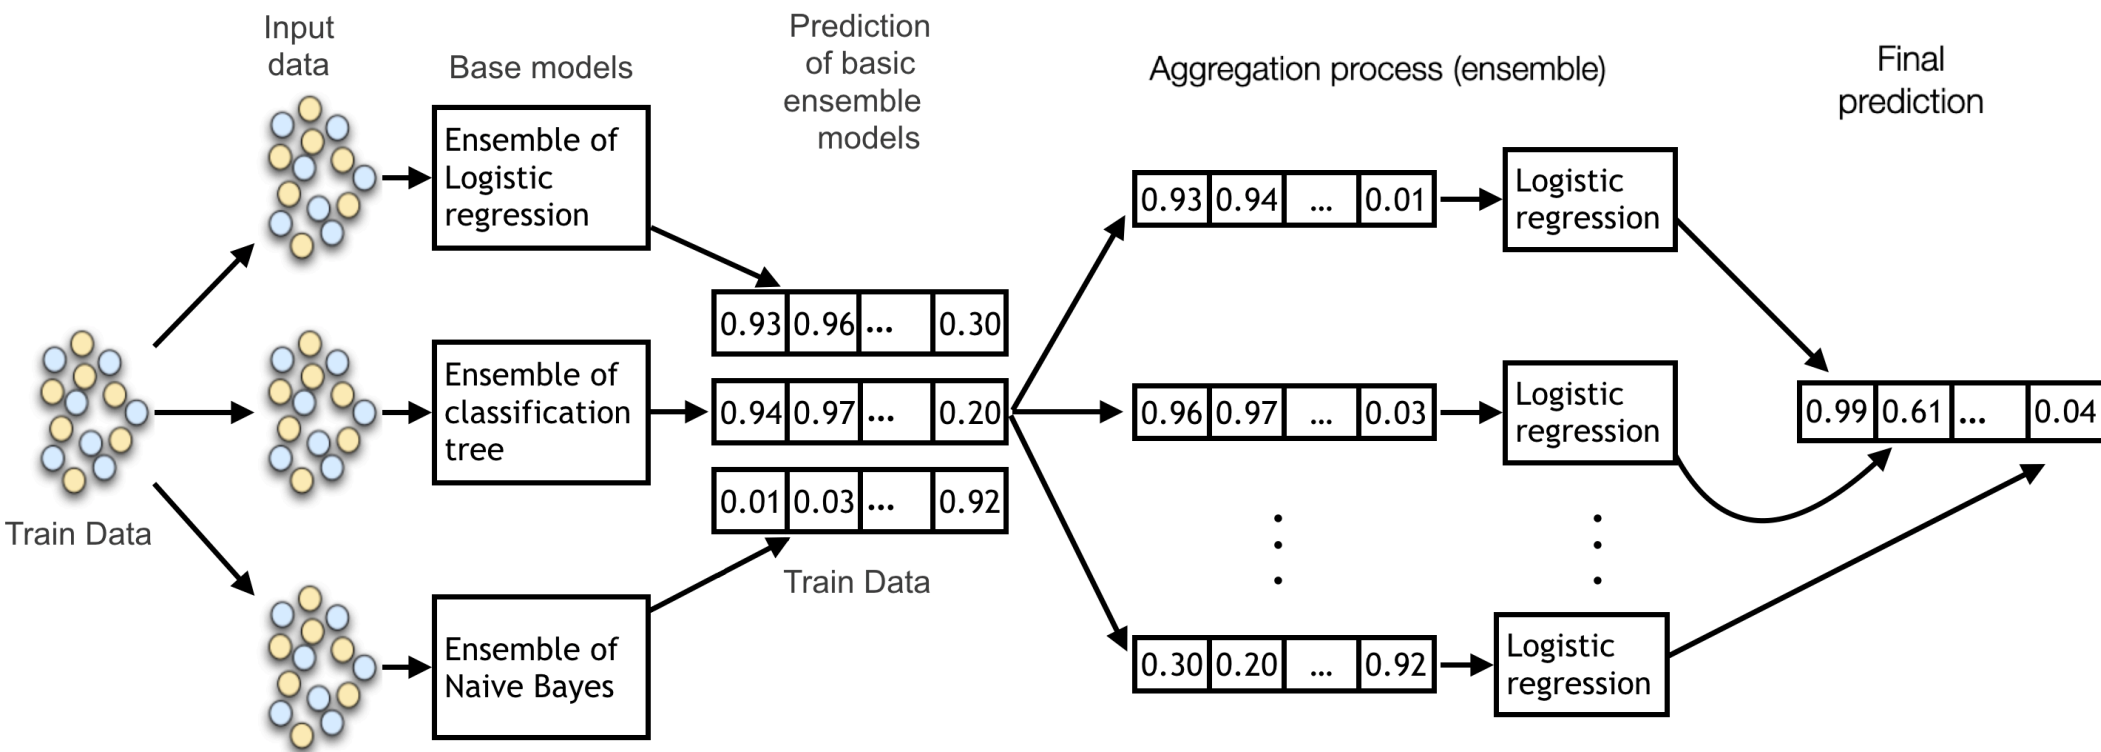 Input
data
Base models
Prediction
of basic
ensemble
models
Aggregation process (ensemble)
Final
prediction
Train Data
Ensemble of
Logistic
regression
Ensemble of
classification
tree
Ensemble of
Naive Bayes
0.93 0.96 ... 0.30
0.94 0.97 ... 0.20
0.01 0.03 ... 0.92
Train Data
0.93 0.94 ... 0.01
Logistic
regression
0.96 0.97 ... 0.03
Logistic
regression
0.30 0.20 ... 0.92
Logistic
regression
0.99 0.61 ... 0.04